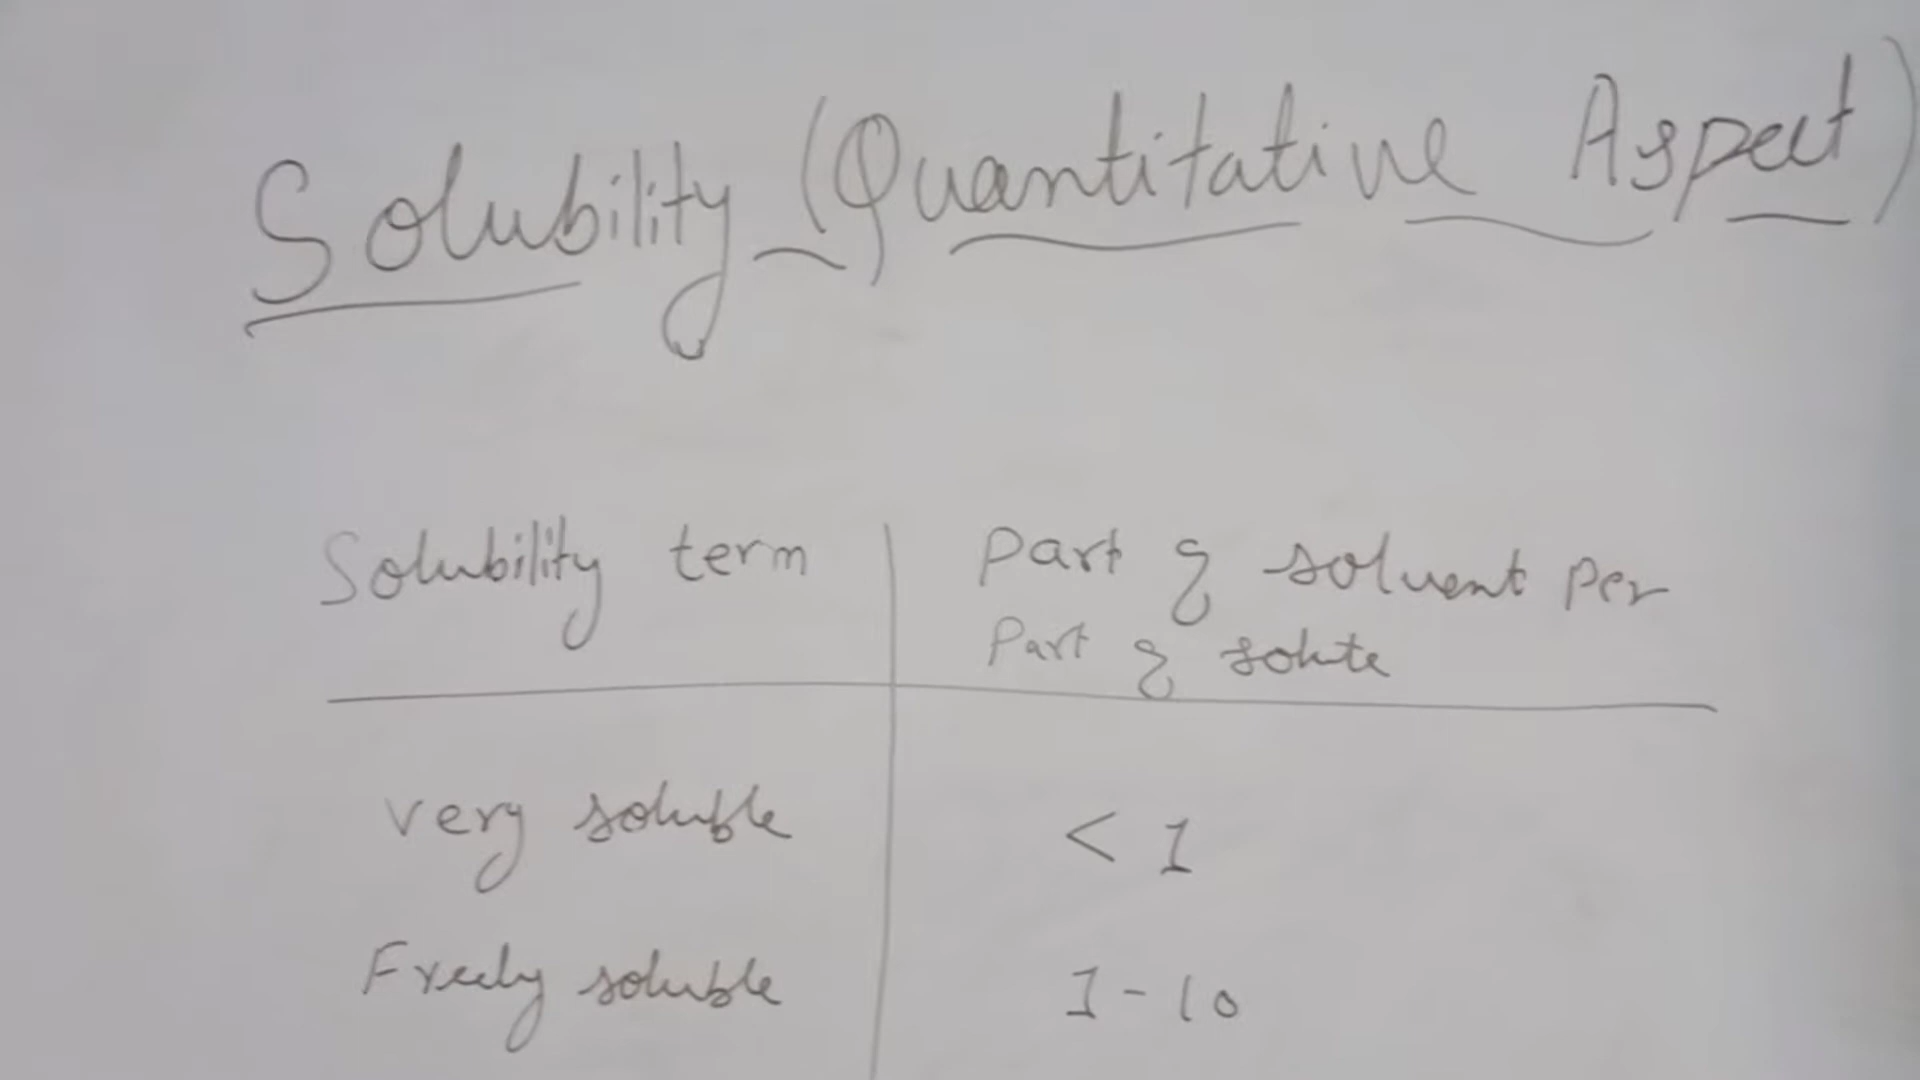 Solubility (Quantitative Aspect)
Solubility term
Part of solvent per
Part of solute
very soluble
< 1
Freely soluble
1-10